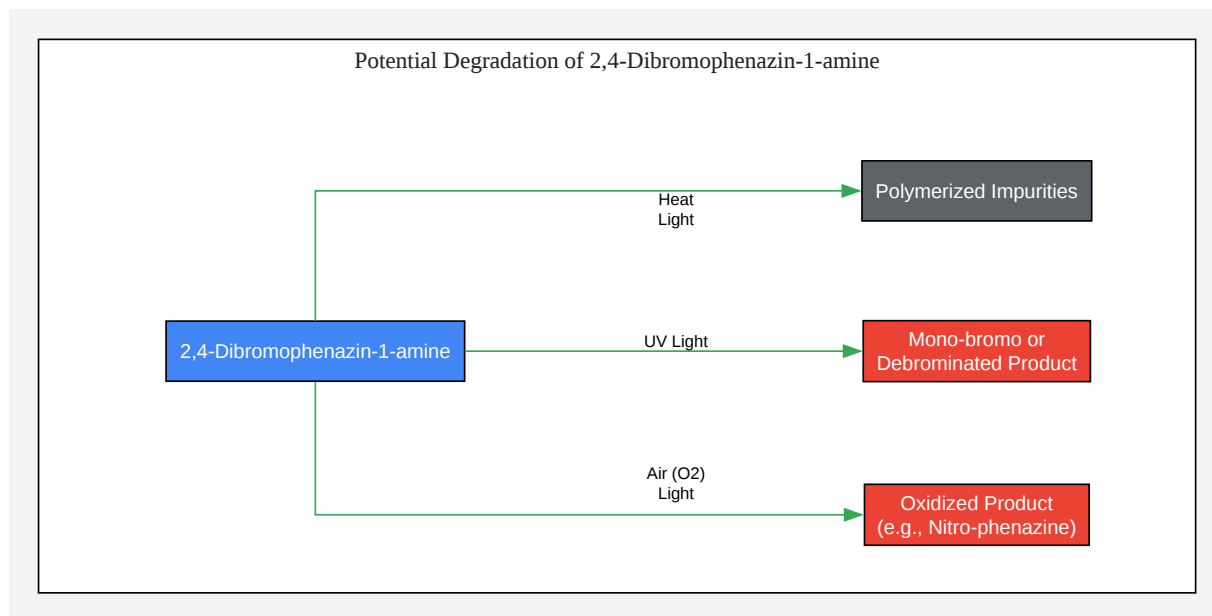 Potential Degradation of 2,4-Dibromophenazin-1-amine
Polymerized Impurities
Heat
Light
2,4-Dibromophenazin-1-amine
UV Light
Mono-bromo or
Debrominated Product
Air (O2)
Light
Oxidized Product
(e.g., Nitro-phenazine)